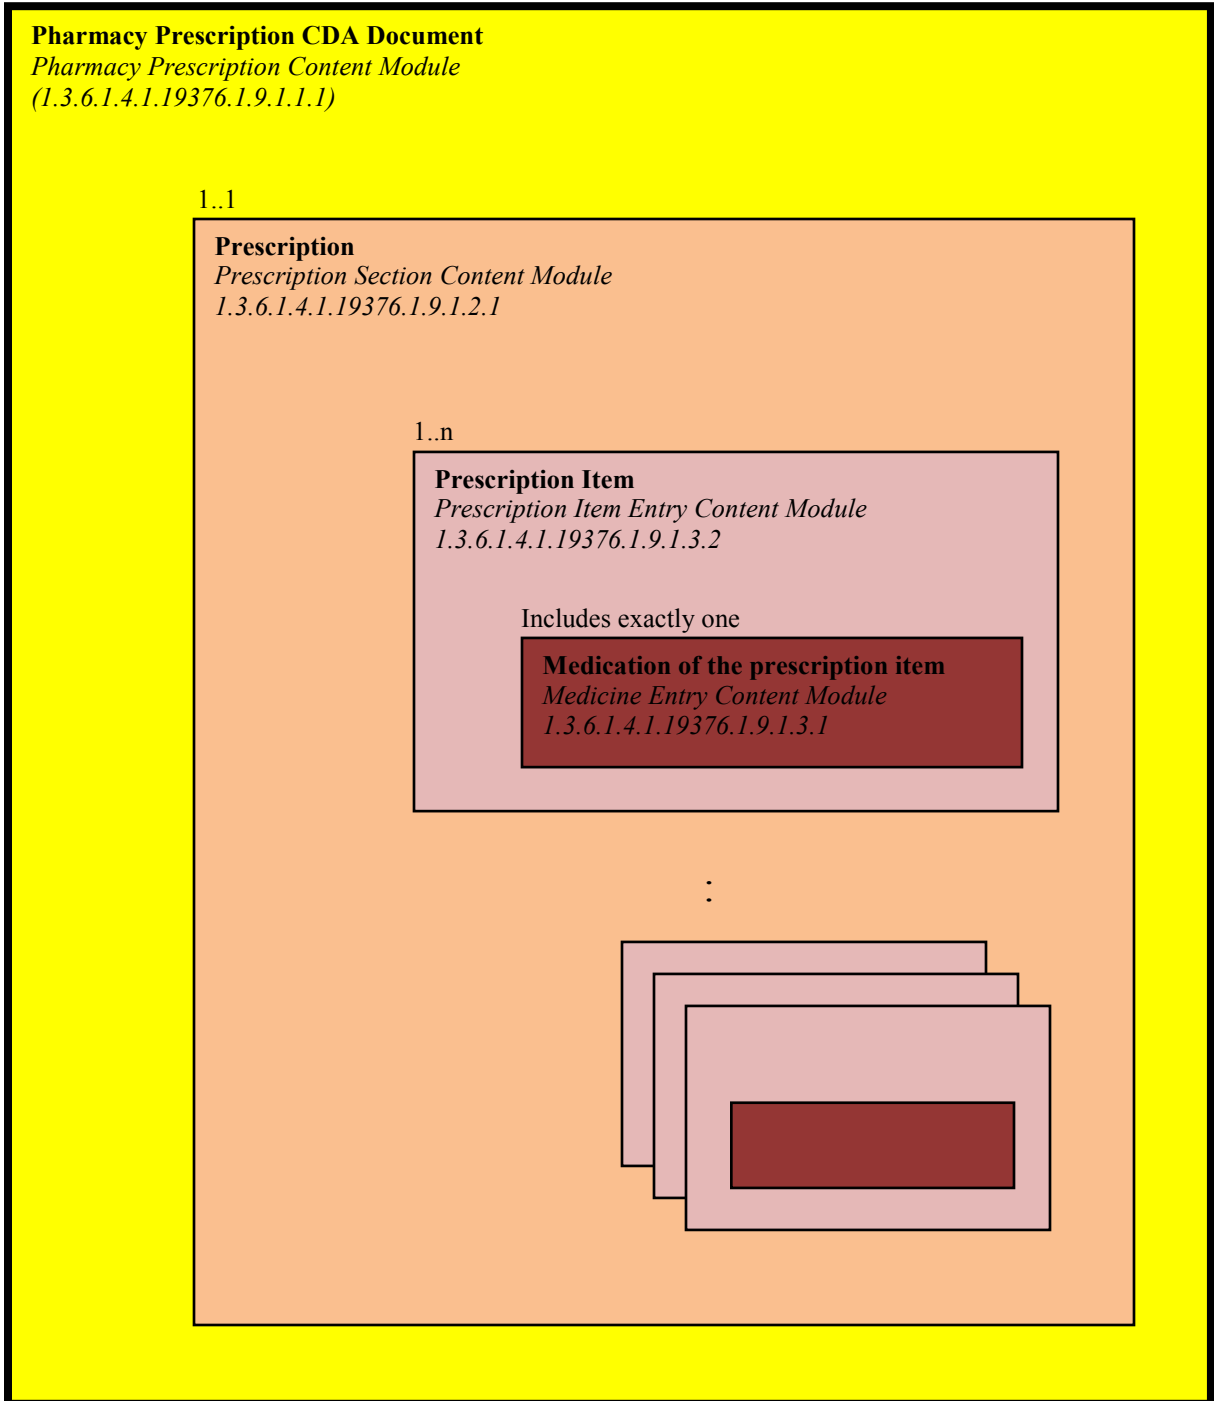 Pharmacy Prescription CDA Document
Pharmacy Prescription Content Module
(1.3.6.1.4.1.19376.1.9.1.1.1)
1..1
Prescription
Prescription Section Content Module
1.3.6.1.4.1.19376.1.9.1.2.1
1..n
Prescription Item
Prescription Item Entry Content Module
1.3.6.1.4.1.19376.1.9.1.3.2
Includes exactly one
Medication of the prescription item
Medicine Entry Content Module
1.3.6.1.4.1.19376.1.9.1.3.1
: